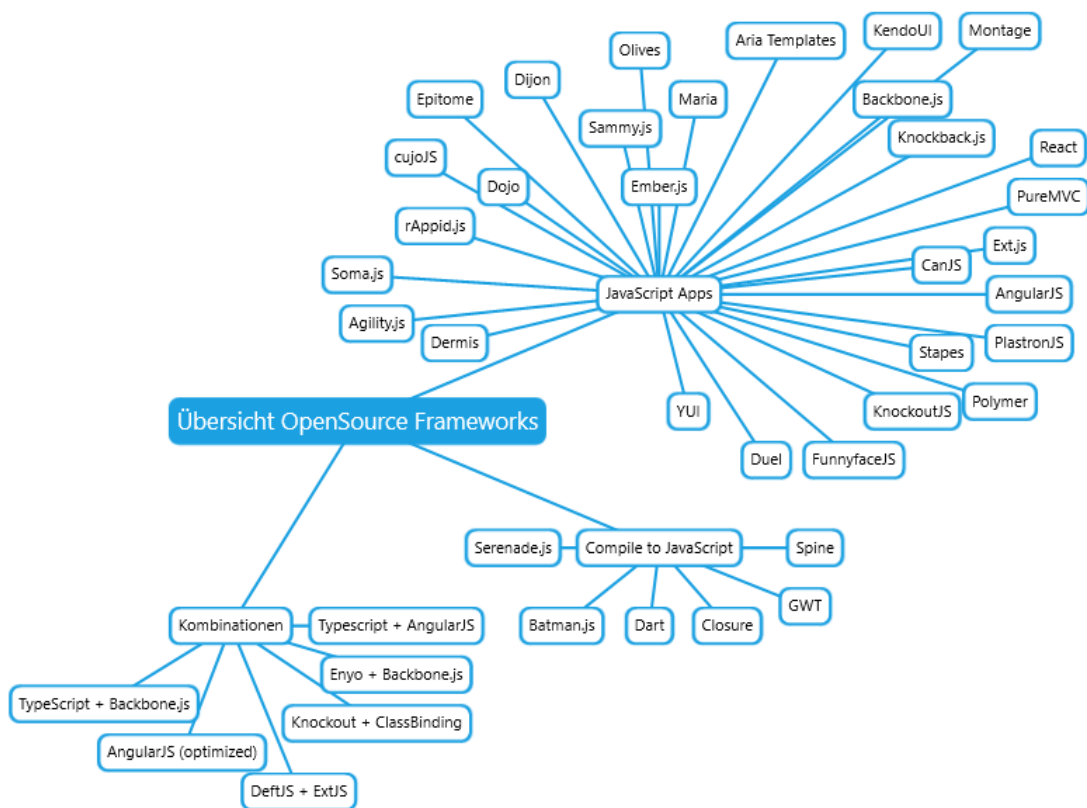 Olives
Aria Templates
KendoUI
Montage
Dijon
Epitome
Maria
Backbone.js
Sammy.js
Knockback.js
React
cujoJS
Dojo
Ember.js
PureMVC
rAppid.js
Ext.js
CanJS
Soma.js
JavaScript Apps
AngularJS
Agility.js
Dermis
PlastronJS
Stapes
YUI
KnockoutJS
Polymer
Übersicht OpenSource Frameworks
Duel
FunnyfaceJS
Serenade.js
Compile to JavaScript
Spine
GWT
Batman.js
Dart
Closure
Kombinationen
Typescript + AngularJS
Enyo + Backbone.js
TypeScript + Backbone.js
Knockout + ClassBinding
AngularJS (optimized)
DeftJS + ExtJS